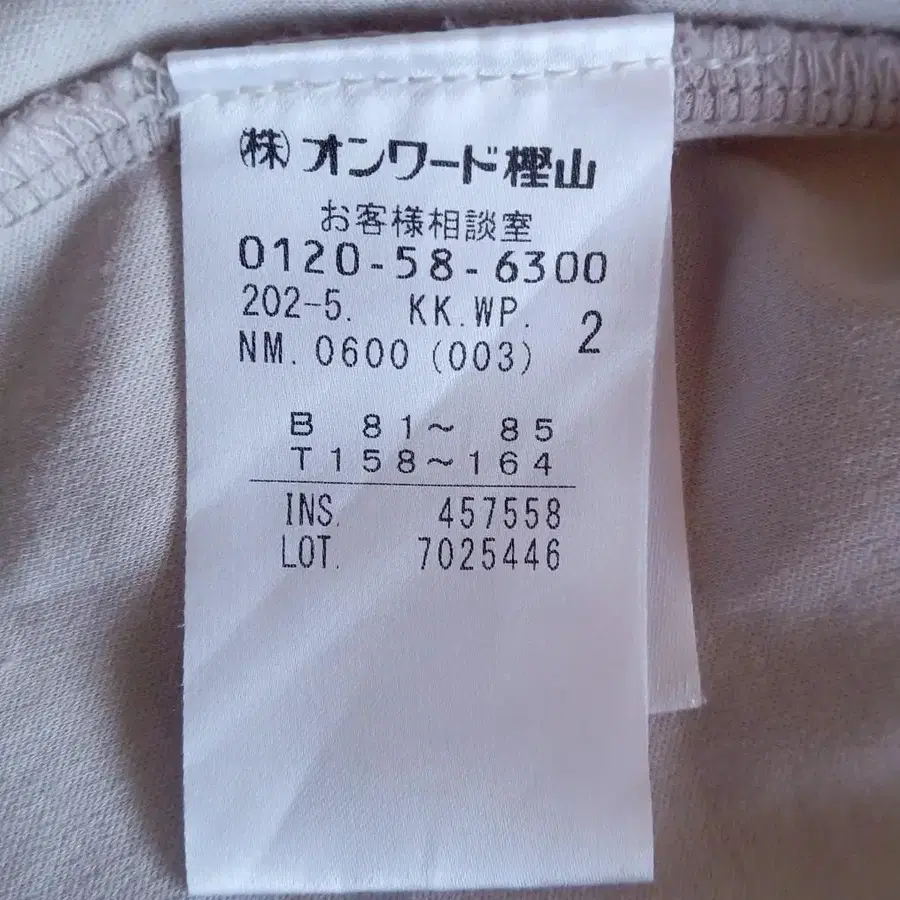 ㈱ オンワード樫山
お客様相談室
0120-58-6300
202-5. KK.WP. 2
NM. 0600 (003)
B 81～ 85
T158～164
INS. 457558
LOT. 7025446